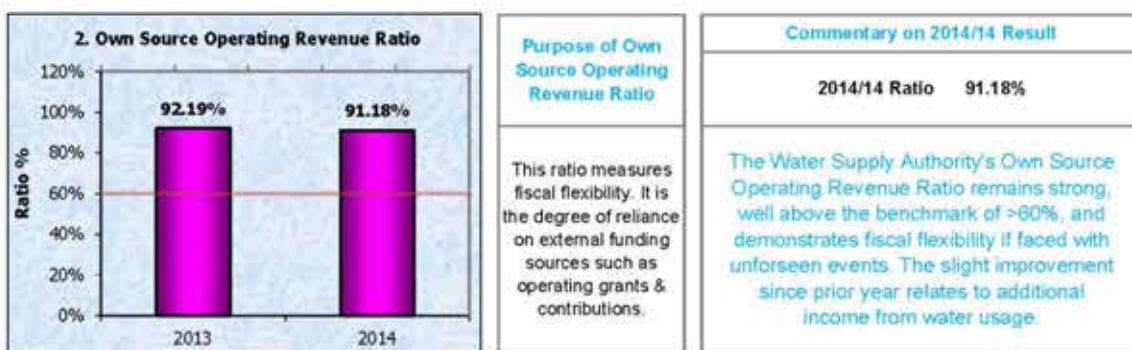 2. Own Source Operating Revenue Ratio
120%
100%
80%
60%
40%
20%
0%
Ratio %
92.19%
91.18%
2013
2014
Purpose of Own
Source Operating
Revenue Ratio
This ratio measures
fiscal flexibility. It is
the degree of reliance
on external funding
sources such as
operating grants &
contributions.
Commentary on 2014/14 Result
2014/14 Ratio 91.18%
The Water Supply Authority's Own Source
Operating Revenue Ratio remains strong,
well above the benchmark of >60%, and
demonstrates fiscal flexibility if faced with
unforseen events. The slight improvement
since prior year relates to additional
income from water usage.